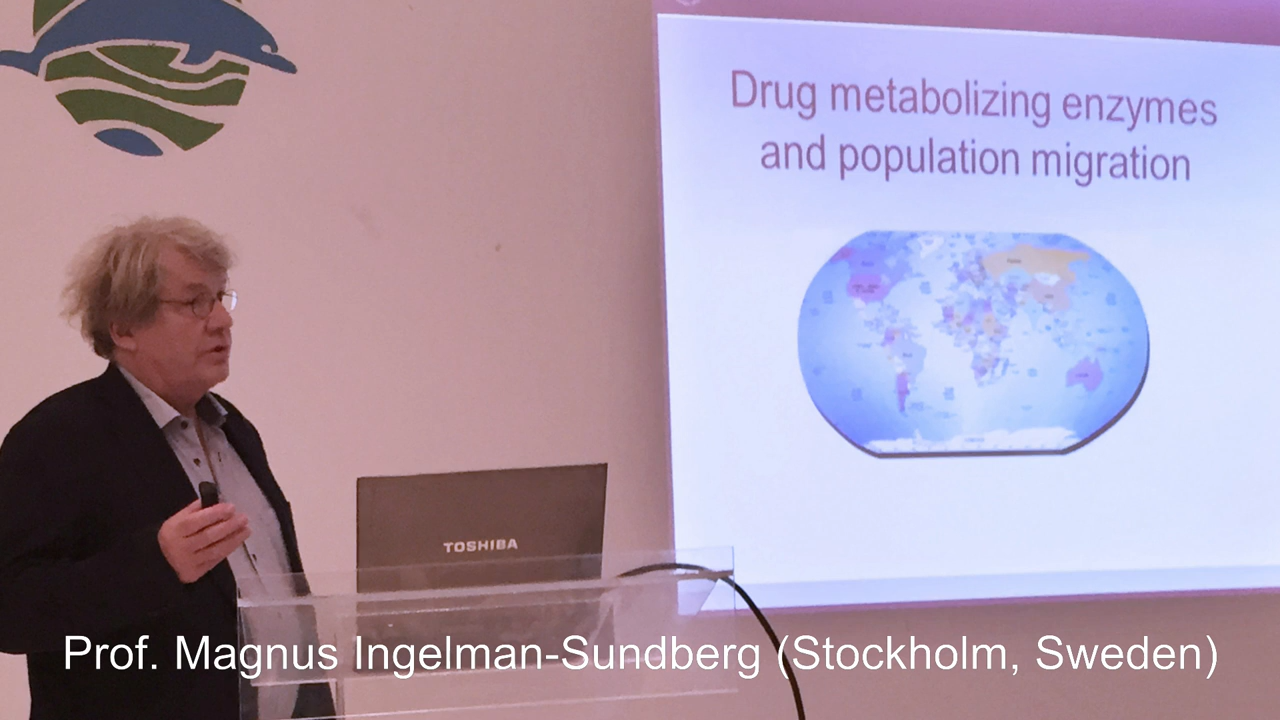 Drug metabolizing enzymes
and population migration
TOSHIBA
Prof. Magnus Ingelman-Sundberg (Stockholm, Sweden)